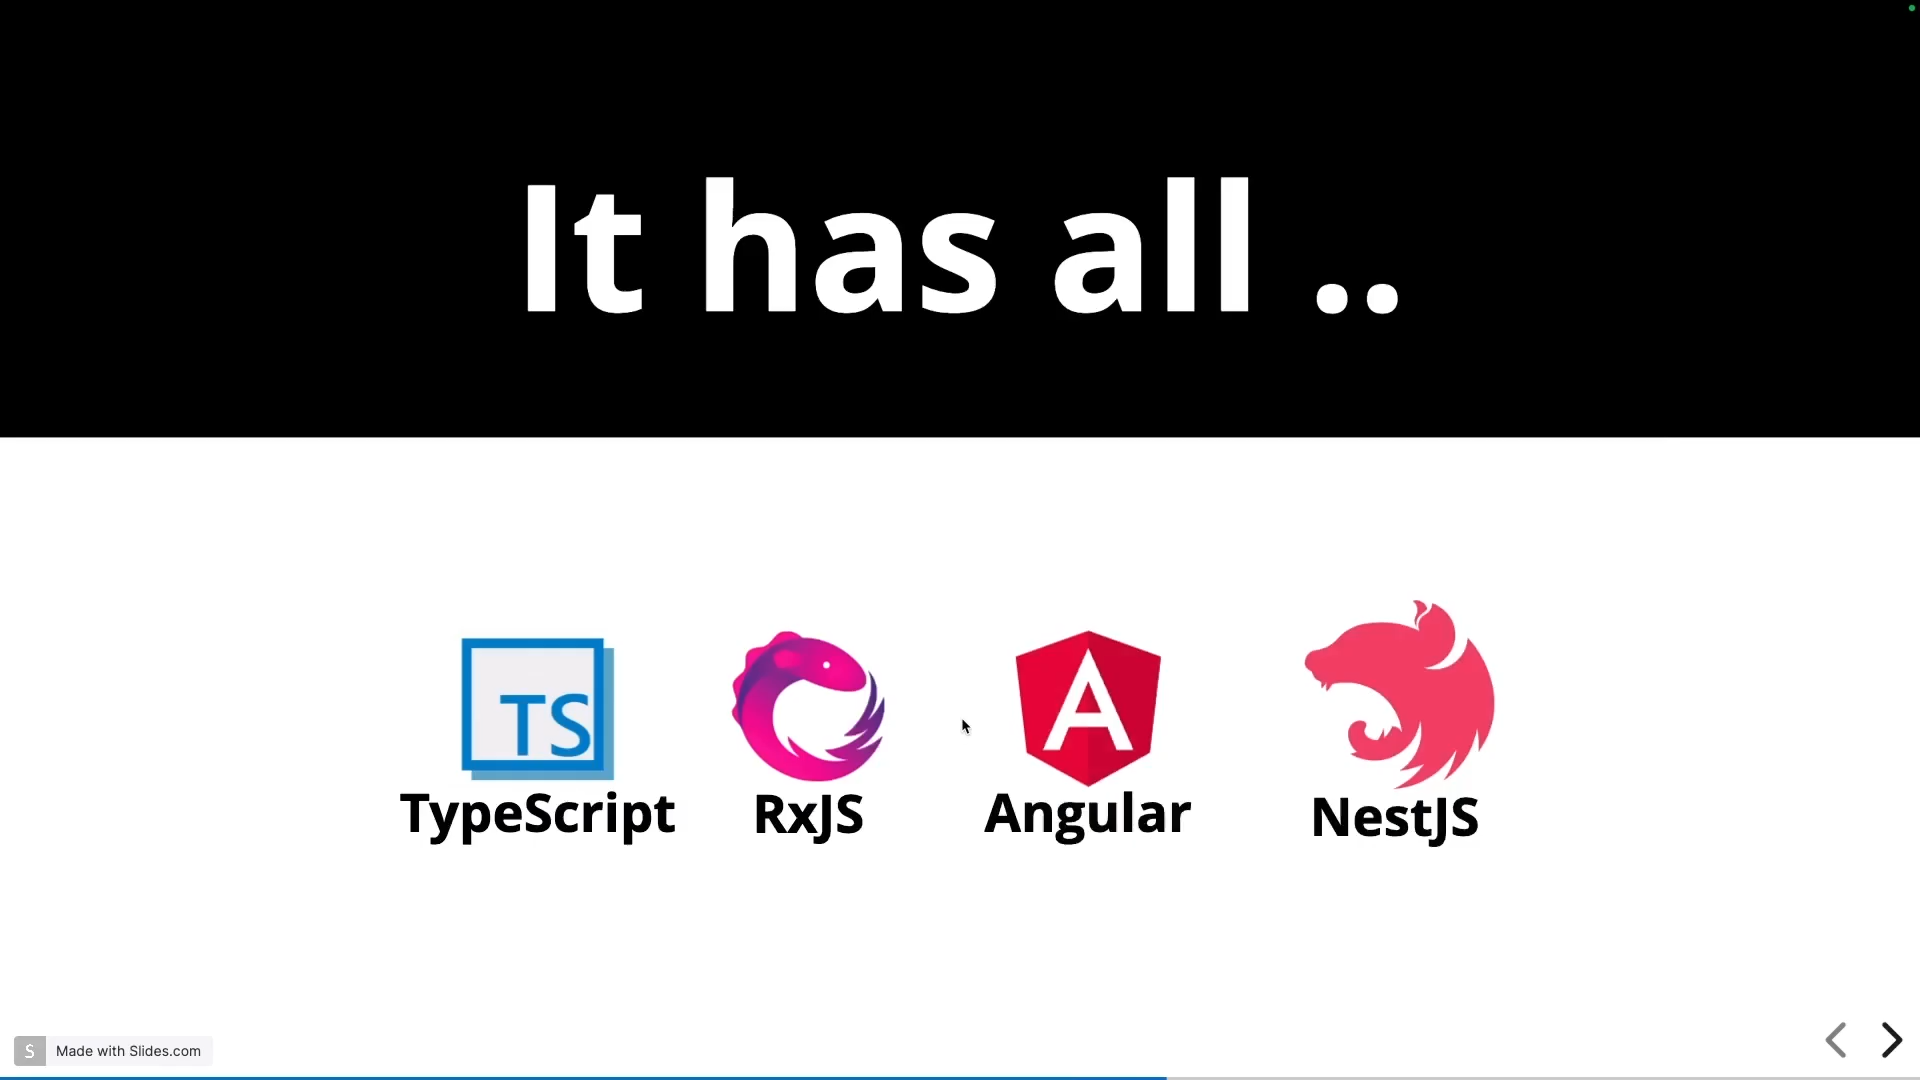 It has all ..
TS
A
TypeScript
RxJS
Angular
NestJS
S
Made with Slides.com